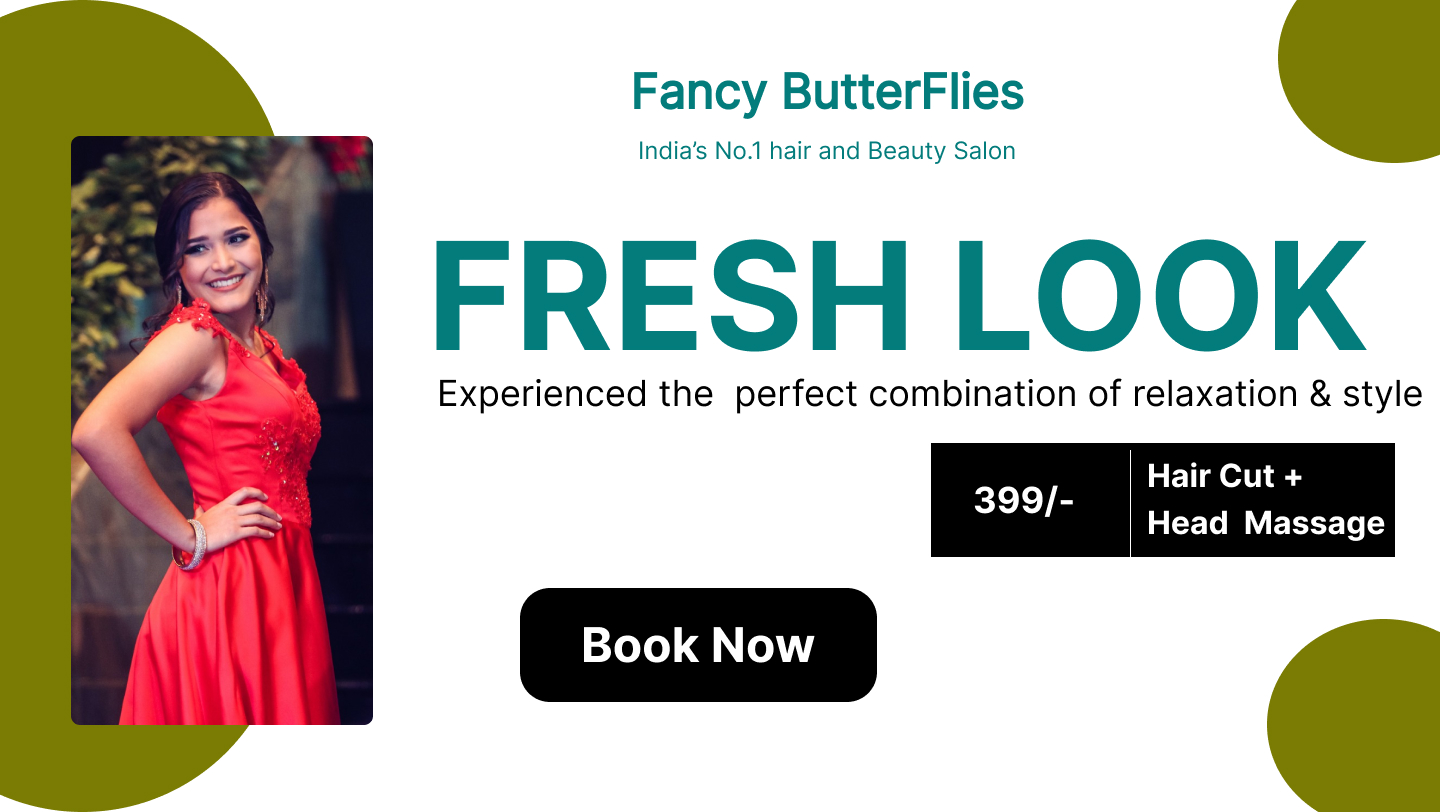 Fancy ButterFlies
India’s No.1 hair and Beauty Salon
FRESH LOOK
Experienced the  perfect combination of relaxation & style
399/-
Hair Cut +
Head  Massage
Book Now